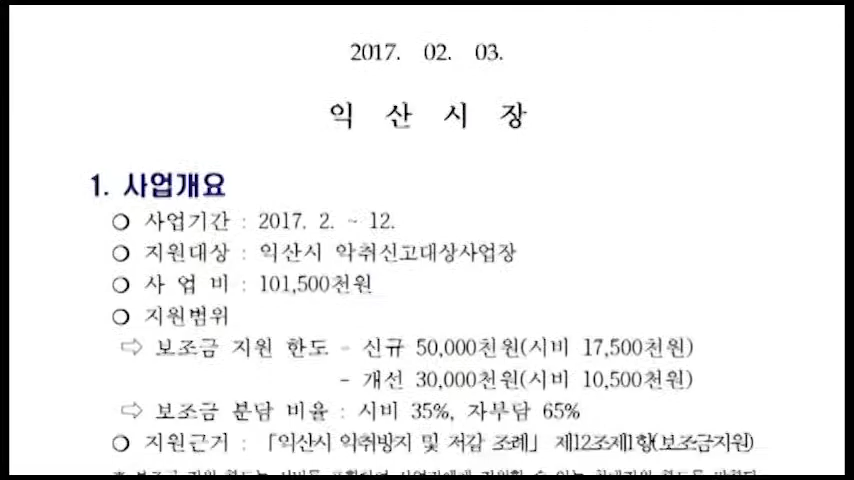 2017. 02. 03.
익 산 시 장
1. 사업개요
○ 사업기간 : 2017. 2. ~ 12.
○ 지원대상 : 익산시 악취신고대상사업장
○ 사 업 비 : 101,500천원
○ 지원범위
⇨ 보조금 지원 한도 - 신규 50,000천원(시비 17,500천원)
- 개선 30,000천원(시비 10,500천원)
⇨ 보조금 분담 비율 : 시비 35%, 자부담 65%
○ 지원근거 : 「익산시 악취방지 및 저감 조례」 제12조제1항(보조금지원)